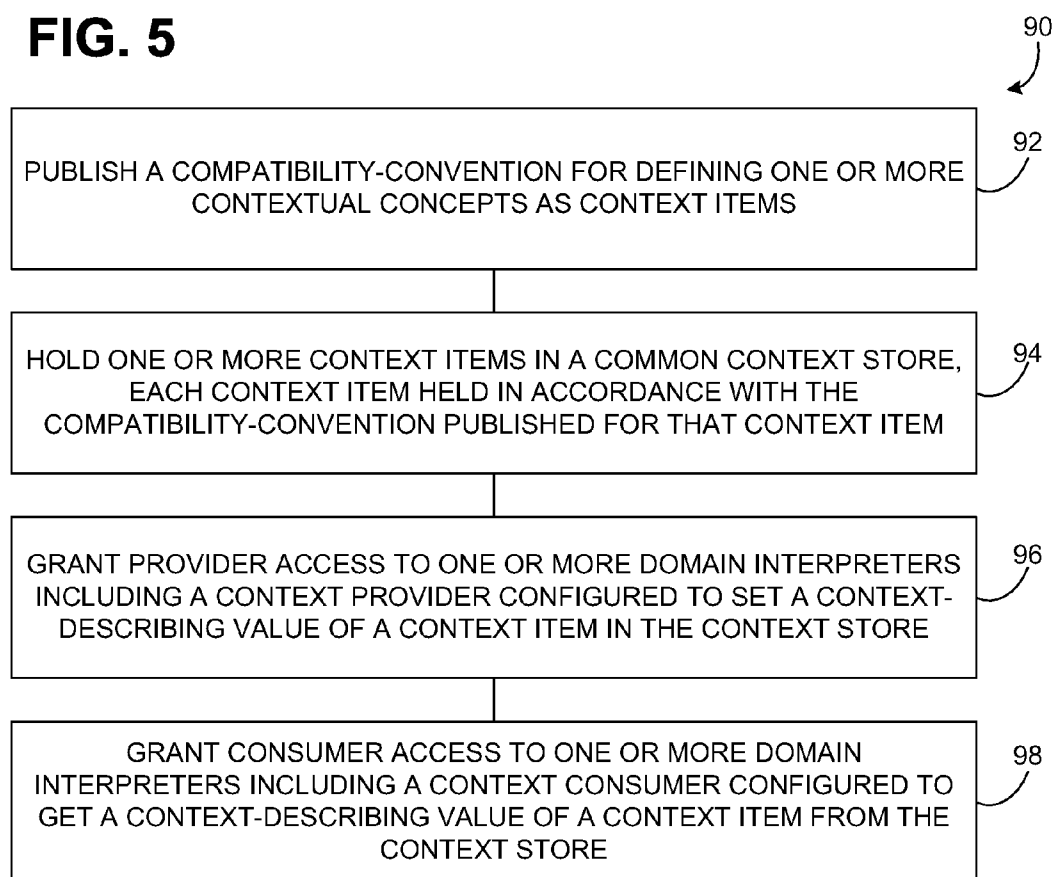 FIG. 5
90
PUBLISH A COMPATIBILITY-CONVENTION FOR DEFINING ONE OR MORE
CONTEXTUAL CONCEPTS AS CONTEXT ITEMS
92
HOLD ONE OR MORE CONTEXT ITEMS IN A COMMON CONTEXT STORE,
EACH CONTEXT ITEM HELD IN ACCORDANCE WITH THE
COMPATIBILITY-CONVENTION PUBLISHED FOR THAT CONTEXT ITEM
94
GRANT PROVIDER ACCESS TO ONE OR MORE DOMAIN INTERPRETERS
INCLUDING A CONTEXT PROVIDER CONFIGURED TO SET A CONTEXT-
DESCRIBING VALUE OF A CONTEXT ITEM IN THE CONTEXT STORE
96
GRANT CONSUMER ACCESS TO ONE OR MORE DOMAIN
INTERPRETERS INCLUDING A CONTEXT CONSUMER CONFIGURED TO
GET A CONTEXT-DESCRIBING VALUE OF A CONTEXT ITEM FROM THE
CONTEXT STORE
98